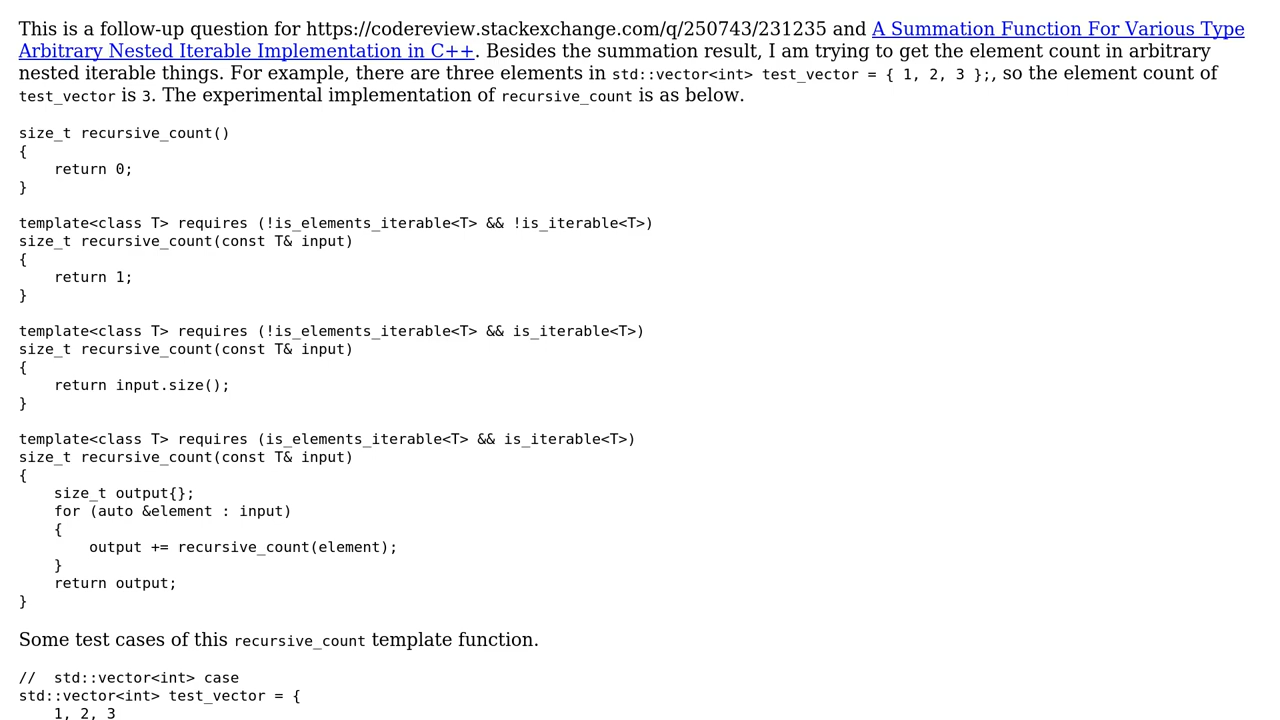 This is a follow-up question for https://codereview.stackexchange.com/q/250743/231235 and A Summation Function For Various Type
Arbitrary Nested Iterable Implementation in C++. Besides the summation result, I am trying to get the element count in arbitrary
nested iterable things. For example, there are three elements in std::vector<int> test_vector = { 1, 2, 3 };, so the element count of
test_vector is 3. The experimental implementation of recursive_count is as below.
size_t recursive_count()
{
    return 0;
}
template<class T> requires (!is_elements_iterable<T> && !is_iterable<T>)
size_t recursive_count(const T& input)
{
    return 1;
}
template<class T> requires (!is_elements_iterable<T> && is_iterable<T>)
size_t recursive_count(const T& input)
{
    return input.size();
}
template<class T> requires (is_elements_iterable<T> && is_iterable<T>)
size_t recursive_count(const T& input)
{
    size_t output{};
    for (auto &element : input)
    {
        output += recursive_count(element);
    }
    return output;
}
Some test cases of this recursive_count template function.
//  std::vector<int> case
std::vector<int> test_vector = {
    1, 2, 3